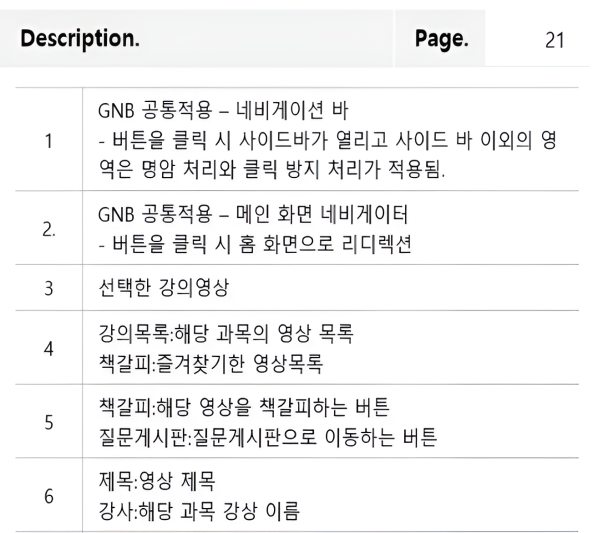 Description. Page. 21
1 GNB 공통적용 – 네비게이션 바
- 버튼을 클릭 시 사이드바가 열리고 사이드 바 이외의 영
역은 명암 처리와 클릭 방지 처리가 적용됨.
2. GNB 공통적용 – 메인 화면 네비게이터
- 버튼을 클릭 시 홈 화면으로 리디렉션
3 선택한 강의영상
4 강의목록:해당 과목의 영상 목록
책갈피:즐겨찾기한 영상목록
5 책갈피:해당 영상을 책갈피하는 버튼
질문게시판:질문게시판으로 이동하는 버튼
6 제목:영상 제목
강사:해당 과목 강상 이름